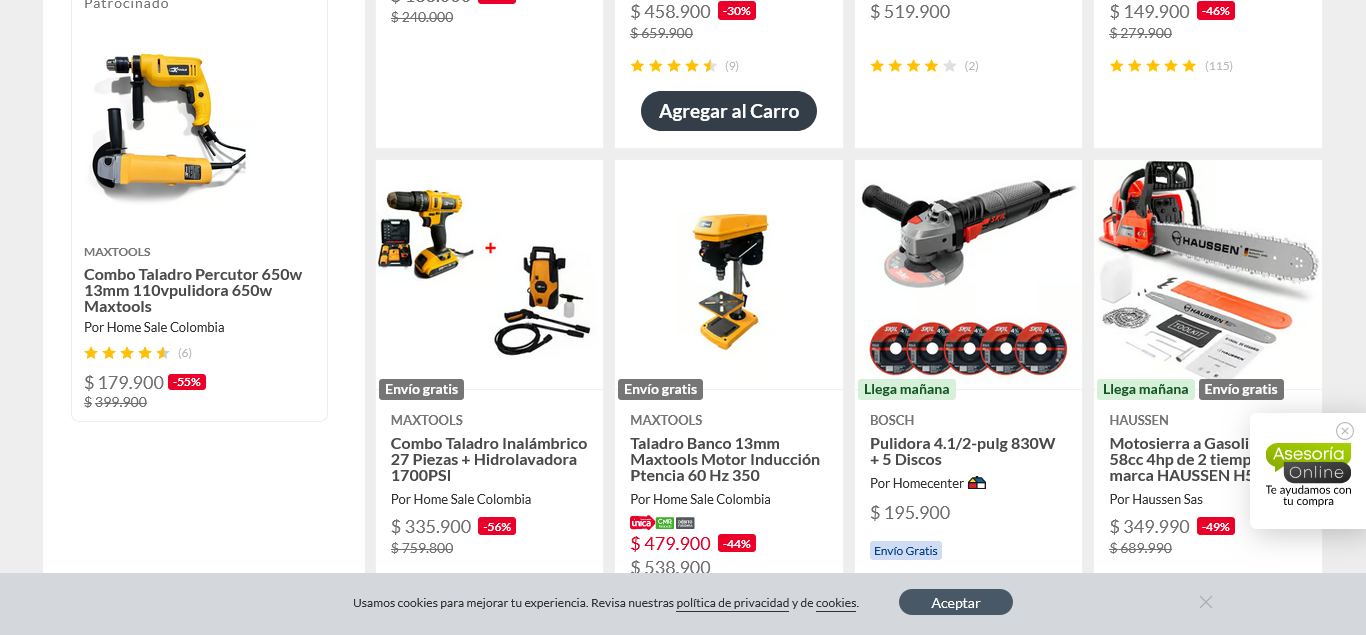 Patrocinado
MAXTOOLS
Combo Taladro Percutor 650w
13mm 110vpulidora 650w
Maxtools
Por Home Sale Colombia
(6)
$ 179.900 -55%
$ 399.900
$ 240.000
$ 458.900 -30%
$ 659.900
(9)
Agregar al Carro
$ 519.900
(2)
$ 149.900 -46%
$ 279.900
(115)
Envío gratis
MAXTOOLS
Combo Taladro Inalámbrico
27 Piezas + Hidrolavadora
1700PSI
Por Home Sale Colombia
$ 335.900 -56%
$ 759.800
Envío gratis
MAXTOOLS
Taladro Banco 13mm
Maxtools Motor Inducción
Ptencia 60 Hz 350
Por Home Sale Colombia
unica CMR
$ 479.900 -44%
$ 538.900
SKIL
Llega mañana
BOSCH
Pulidora 4.1/2-pulg 830W
+ 5 Discos
Por Homecenter
$ 195.900
Envío Gratis
HAUSSEN
HAUSSEN
TOOLKIT
Llega mañana Envío gratis
HAUSSEN
Motosierra a Gasoli
58cc 4hp de 2 tiemp
marca HAUSSEN H5
Por Haussen Sas
$ 349.990 -49%
$ 689.990
Asesoría
Online
Te ayudamos con
tu compra
Usamos cookies para mejorar tu experiencia. Revisa nuestras política de privacidad y de cookies.
Aceptar